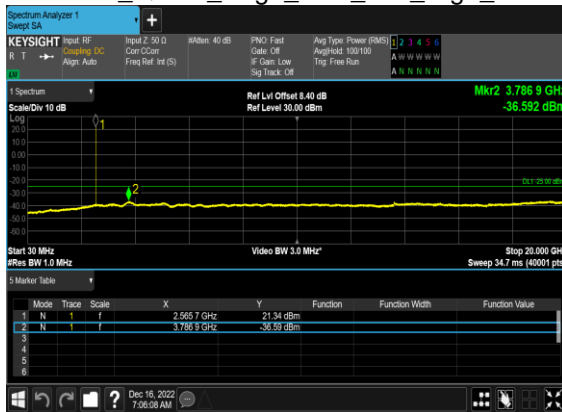 Spectrum Analyzer 1
Swept SA
+
KEYSIGHT Input: RF Input Z: 50 Ω #Atten: 40 dB PNO: Fast Avg Type: Power (RMS) 1 2 3 4 5 6
R T Coupling: DC Corr CCorr Gate: Off Avg|Hold: 100/100 A W W W W W
Align: Auto Freq Ref: Int (S) IF Gain: Low Trig: Free Run
Sig Track: Off A N N N N N
1 Spectrum
Ref Lvl Offset 8.40 dB Mkr2 3.786 9 GHz
Scale/Div 10 dB Ref Level 30.00 dBm -36.592 dBm
Log
20.0
10.0
0.00
-10.0
-20.0
-30.0
-40.0
-50.0
-60.0
1
2
DL1 -25.00 dBm
Start 30 MHz Video BW 3.0 MHz* Stop 20.000 GHz
#Res BW 1.0 MHz Sweep 34.7 ms (40001 pts)
5 Marker Table
Mode Trace Scale X Y Function Function Width Function Value
1 N 1 f 2.565 7 GHz 21.34 dBm
2 N 1 f 3.786 9 GHz -36.59 dBm
3
4
5
6
? Dec 16, 2022
7:06:08 AM